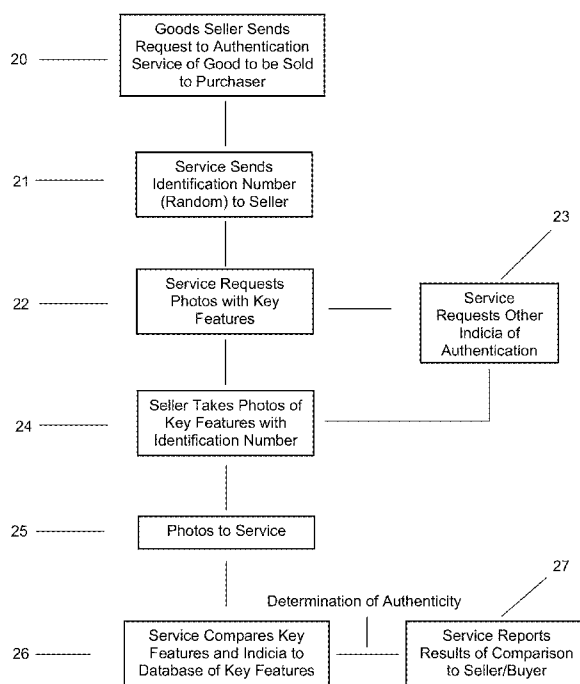 20
Goods Seller Sends
Request to Authentication
Service of Good to be Sold
to Purchaser
21
Service Sends
Identification Number
(Random) to Seller
23
22
Service Requests
Photos with Key
Features
Service
Requests Other
Indicia of
Authentication
24
Seller Takes Photos of
Key Features with
Identification Number
25
Photos to Service
27
Determination of Authenticity
26
Service Compares Key
Features and Indicia to
Database of Key Features
Service Reports
Results of Comparison
to Seller/Buyer